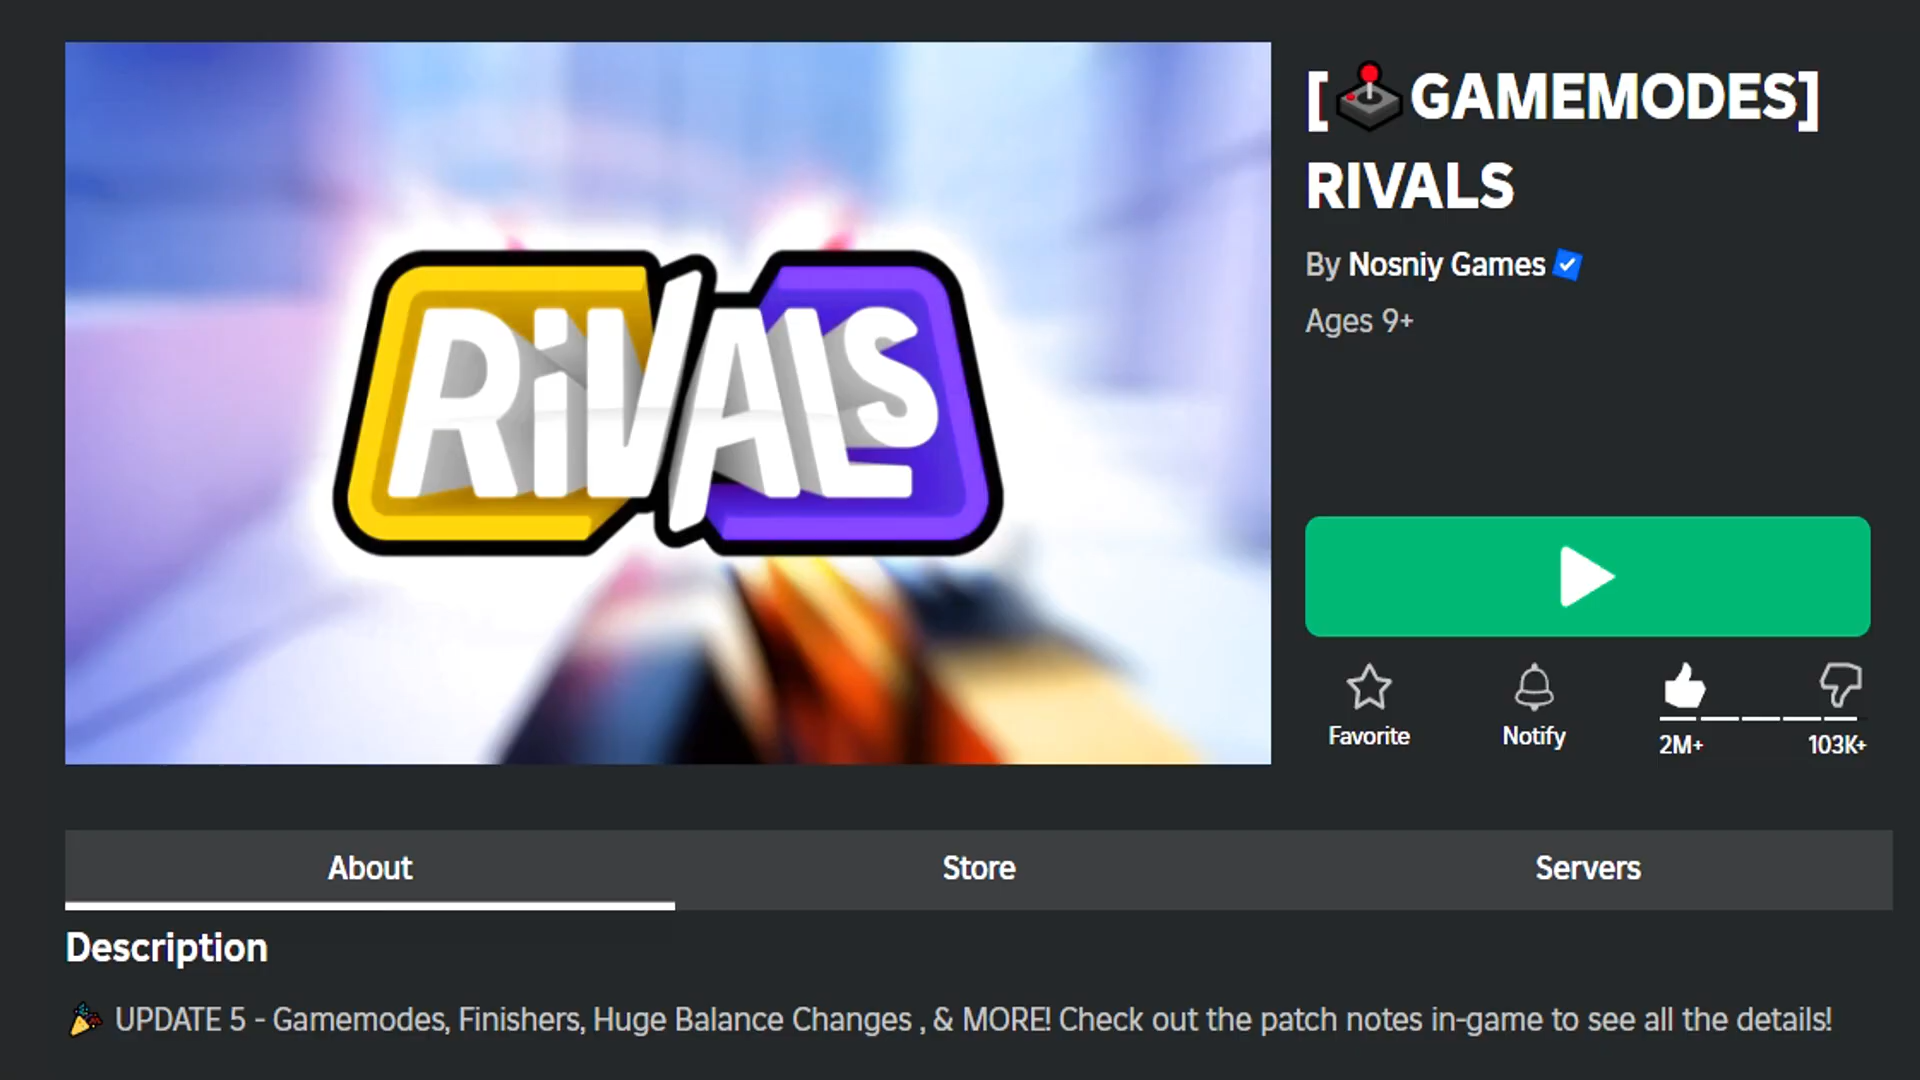 RiVALS
[🕹️GAMEMODES]
RIVALS
By Nosniy Games
Ages 9+
Favorite
Notify
2M+
103K+
About
Store
Servers
Description
🎉 UPDATE 5 - Gamemodes, Finishers, Huge Balance Changes , & MORE! Check out the patch notes in-game to see all the details!